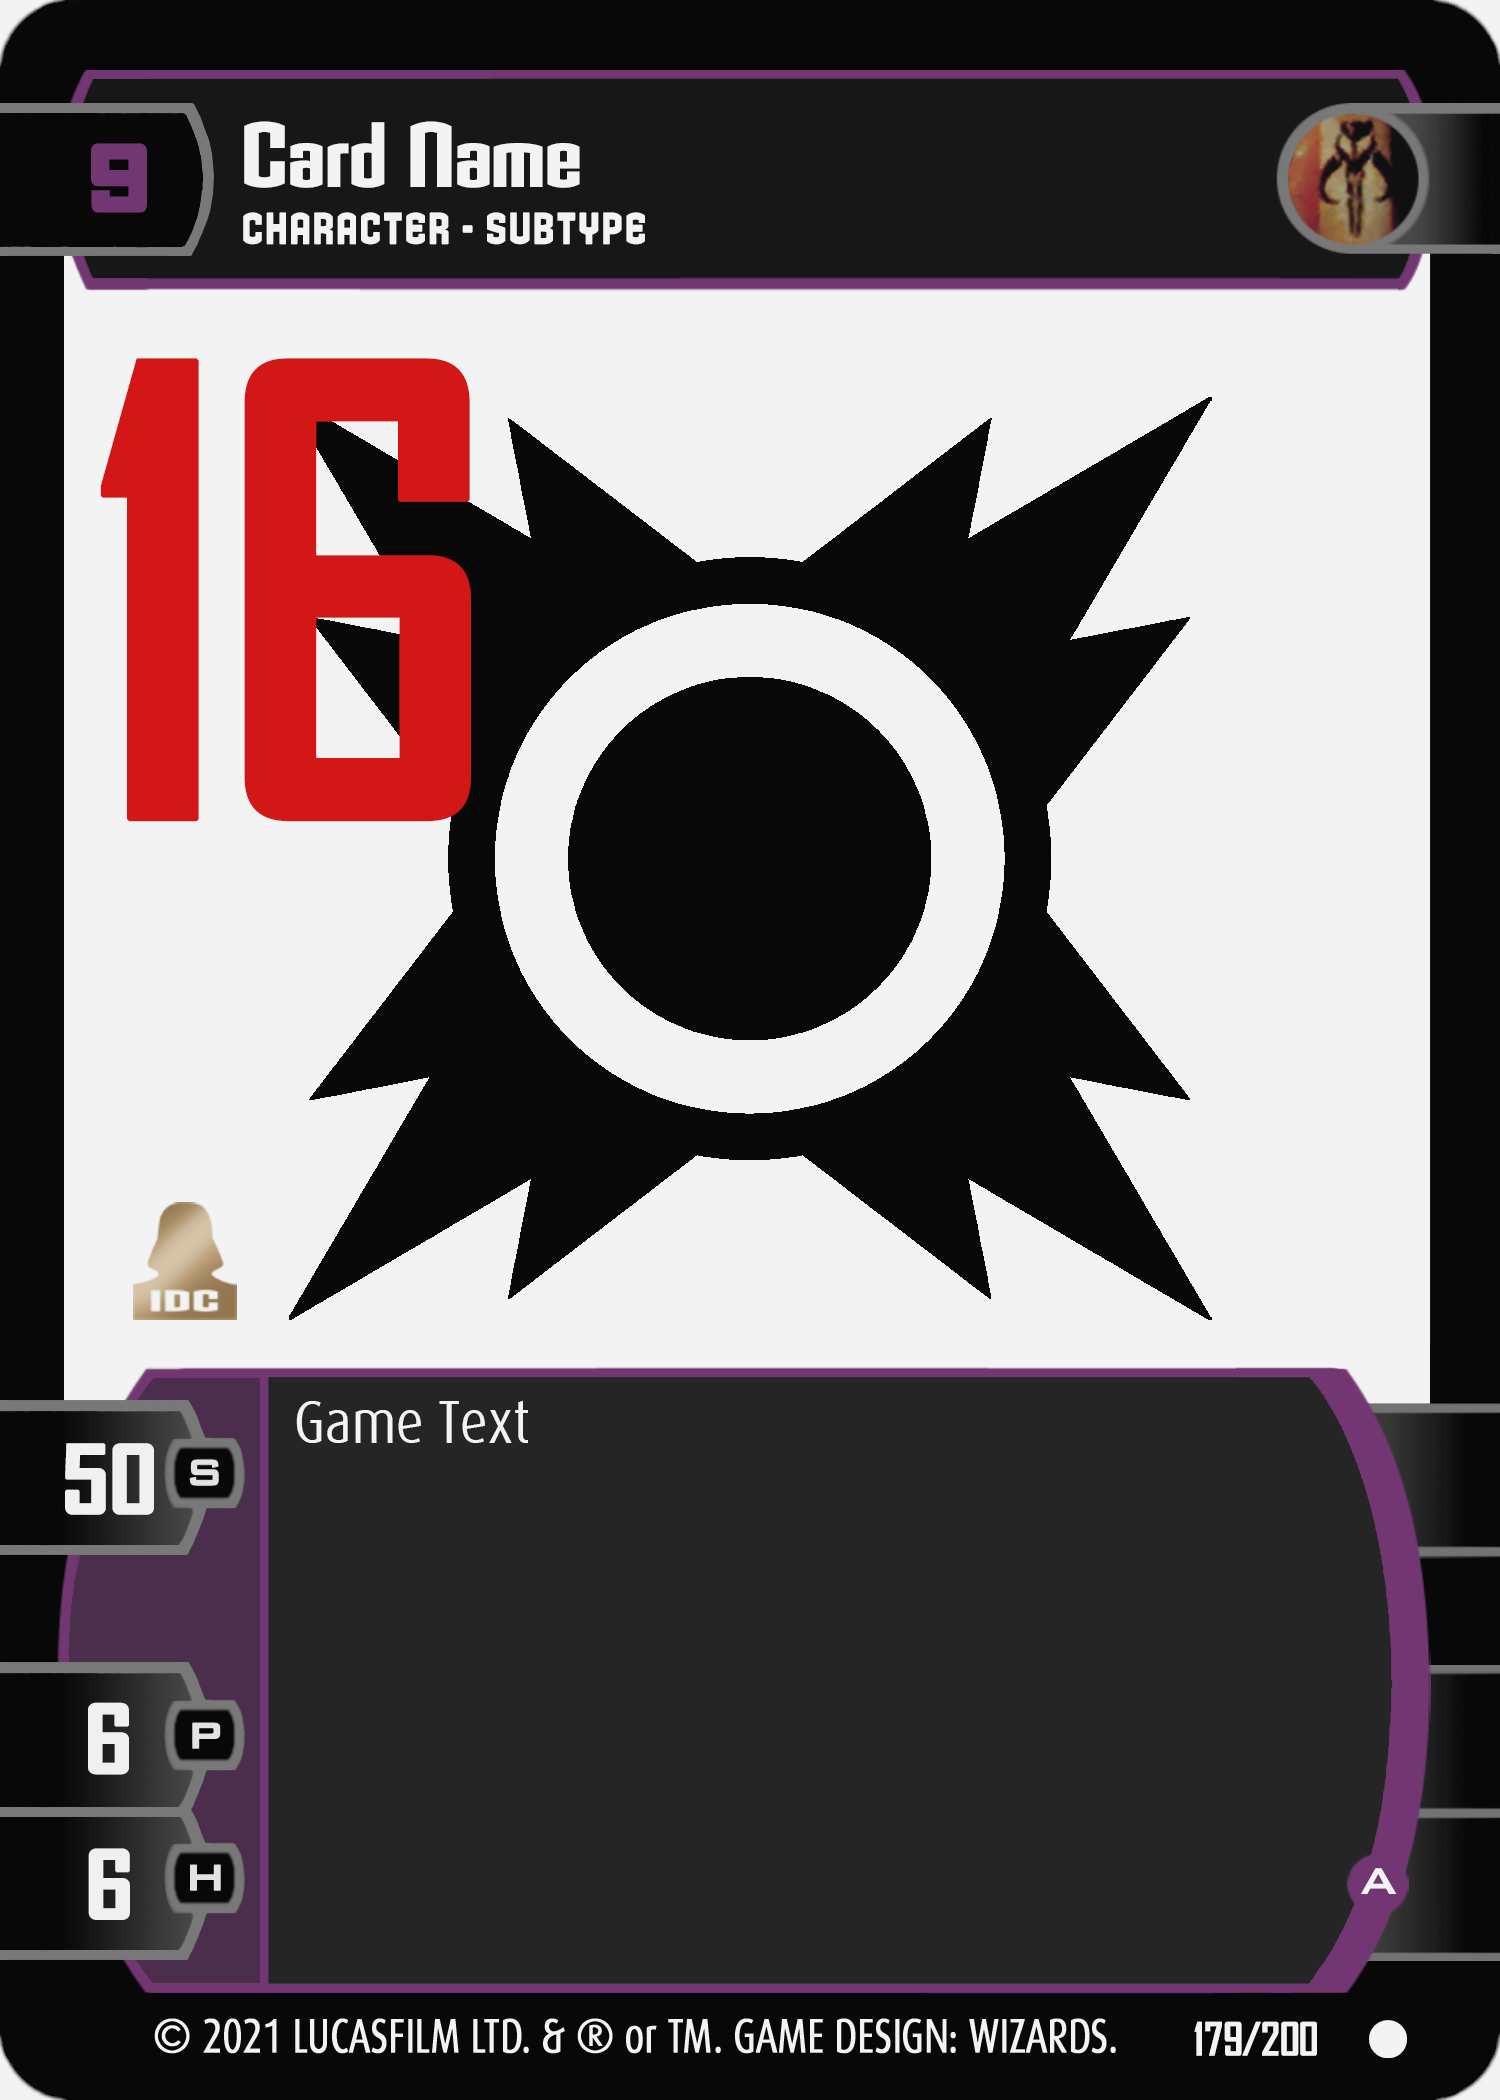 9
Card Name
CHARACTER - SUBTYPE
16
IDC
50 S
Game Text
6 P
6 H
A
© 2021 LUCASFILM LTD. & ® or TM. GAME DESIGN: WIZARDS.
179/200